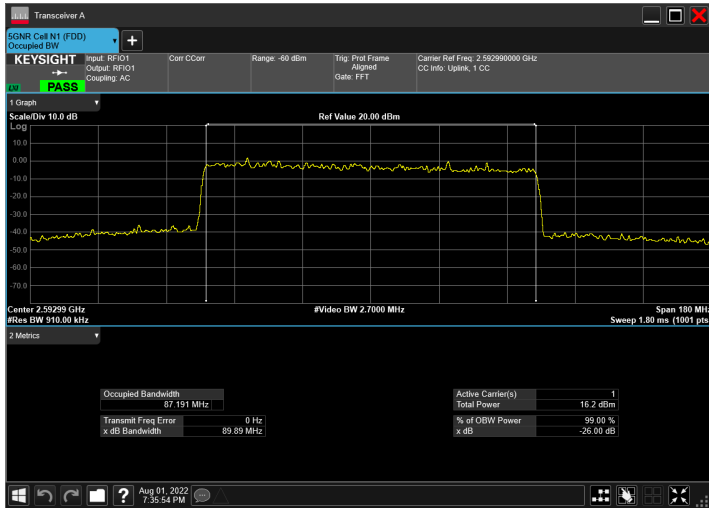 Transceiver A
5GNR Cell N1 (FDD)
Occupied BW
KEYSIGHT
LXI
PASS
Input: RFIO1
Output: RFIO1
Coupling: AC
Corr CCorr
Range: -60 dBm
Trig: Prot Frame
Aligned
Gate: FFT
Carrier Ref Freq: 2.592990000 GHz
CC Info: Uplink, 1 CC
1 Graph
Scale/Div 10.0 dB
Ref Value 20.00 dBm
Log
10.0
0.00
-10.0
-20.0
-30.0
-40.0
-50.0
-60.0
-70.0
Center 2.59299 GHz
#Video BW 2.7000 MHz
Span 180 MHz
#Res BW 910.00 kHz
Sweep 1.80 ms (1001 pts
2 Metrics
Occupied Bandwidth
87.191 MHz
Transmit Freq Error 0 Hz
x dB Bandwidth 89.89 MHz
Active Carrier(s) 1
Total Power 16.2 dBm
% of OBW Power 99.00 %
x dB -26.00 dB
?
Aug 01, 2022
7:35:54 PM